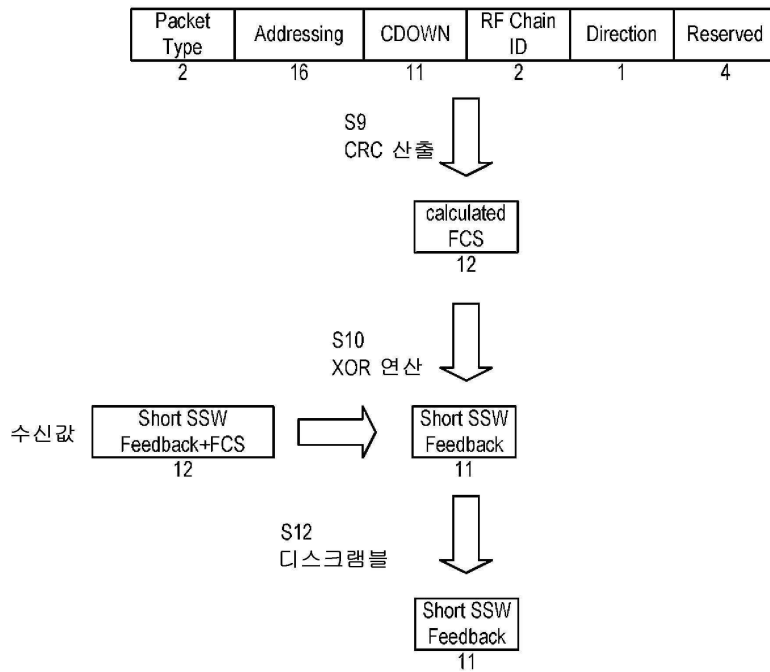 Packet Type
Addressing
CDOWN
RF Chain ID
Direction
Reserved
2
16
11
2
1
4
S9
CRC 산출
calculated
FCS
12
S10
XOR 연산
수신값
Short SSW
Feedback+FCS
12
Short SSW
Feedback
11
S12
디스크램블
Short SSW
Feedback
11